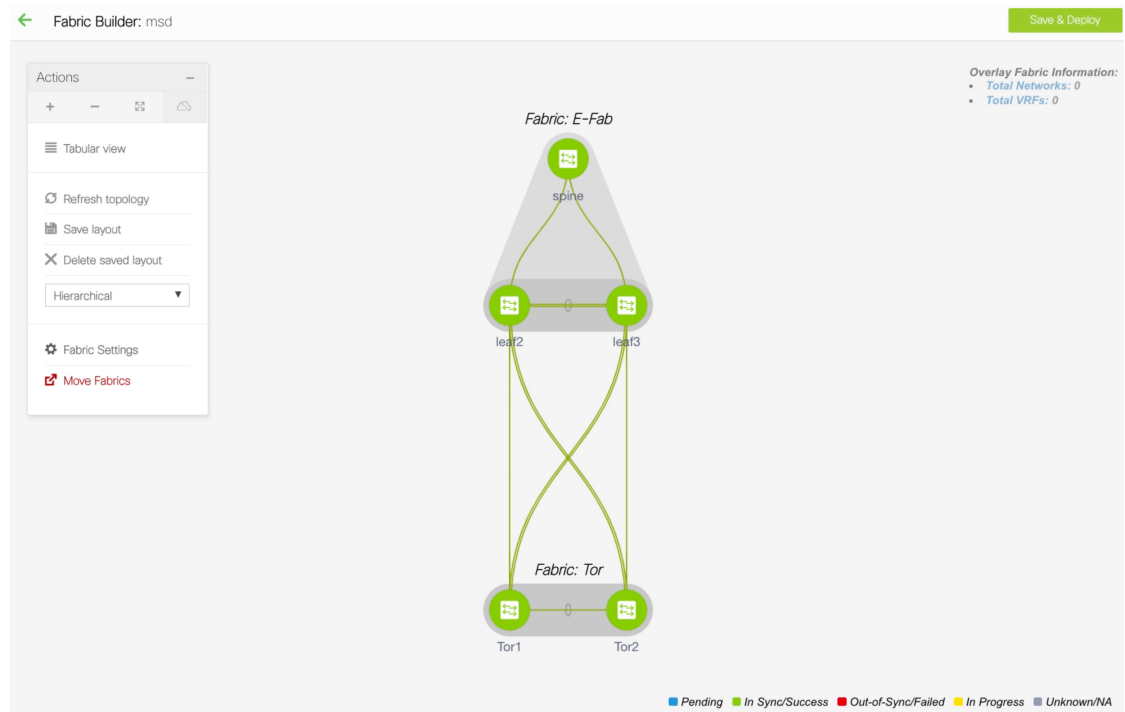 Fabric Builder: msd
Save & Deploy
Actions
Tabular view
Refresh topology
Save layout
Delete saved layout
Hierarchical
Fabric Settings
Move Fabrics
Overlay Fabric Information:
Total Networks: 0
Total VRFs: 0
Fabric: E-Fab
spine
leaf2 leaf3
Fabric: Tor
Tor1 Tor2
Pending In Sync/Success Out-of-Sync/Failed In Progress Unknown/NA